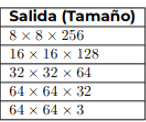 Salida (Tamaño)
8 × 8 × 256
16 × 16 × 128
32 × 32 × 64
64 × 64 × 32
64 × 64 × 3